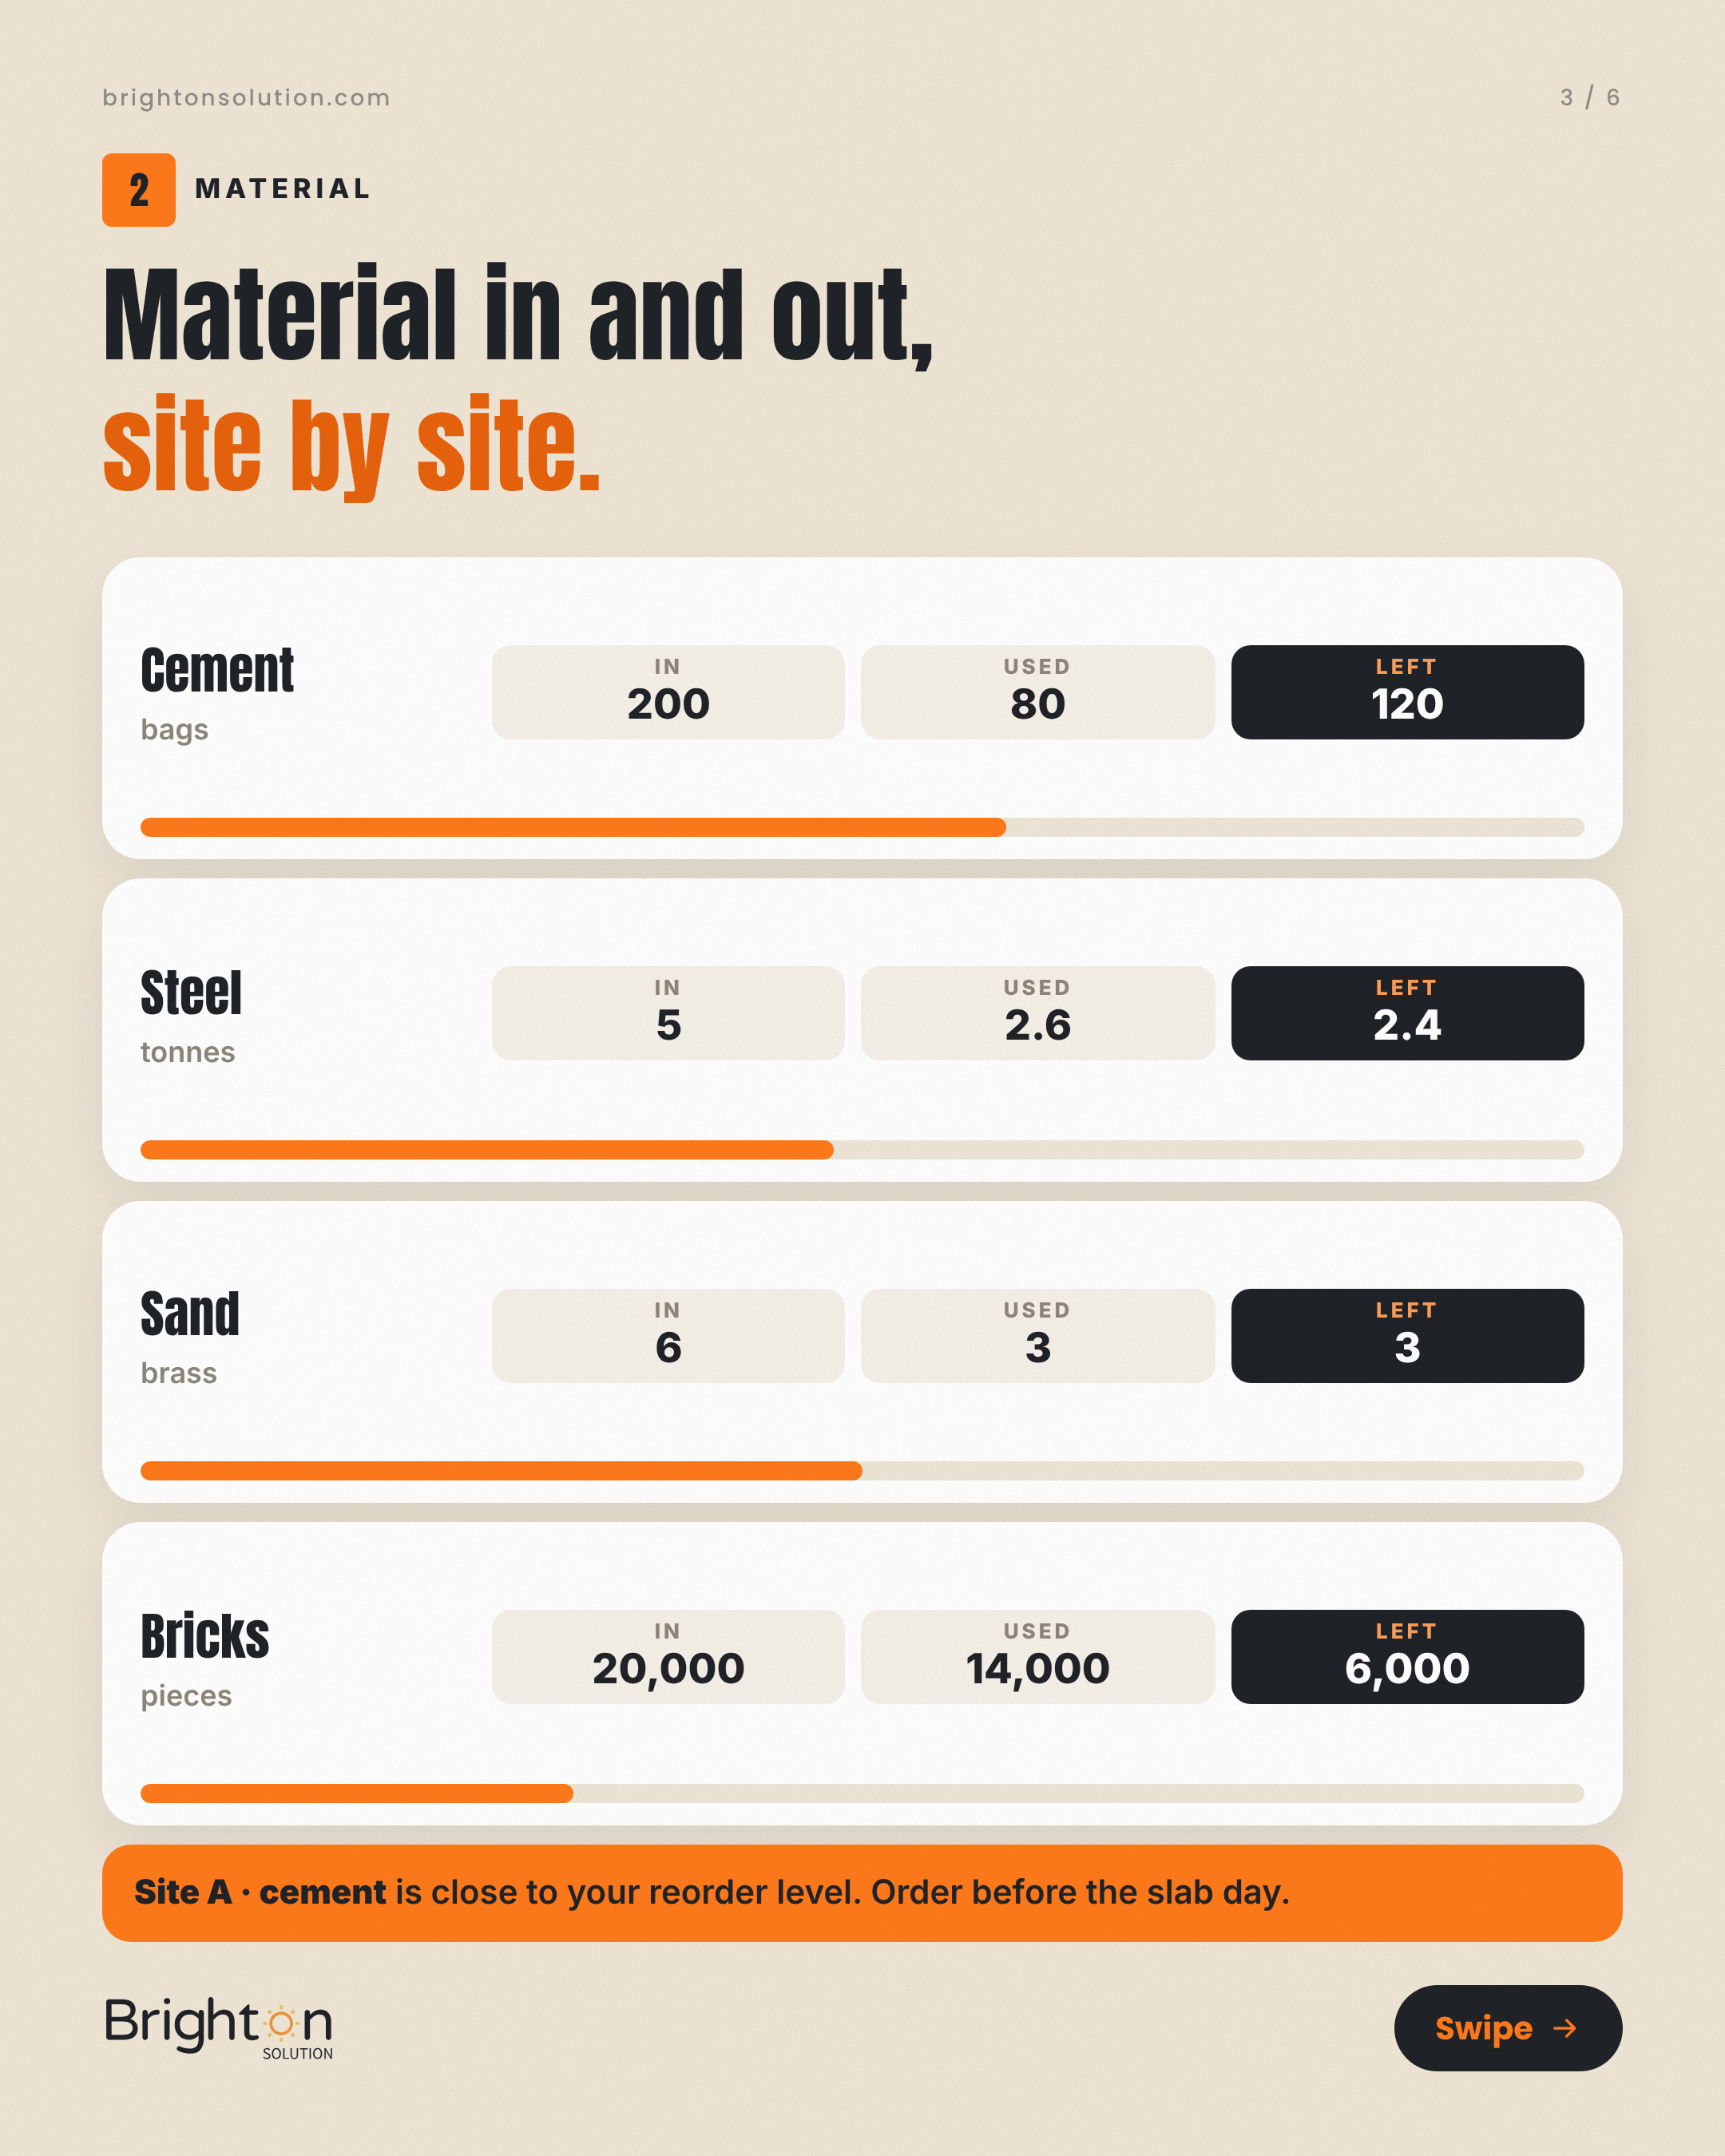 brightonsolution.com
3 / 6
2 MATERIAL
Material in and out,
site by site.
Cement
bags
IN
200
USED
80
LEFT
120
Steel
tonnes
IN
5
USED
2.6
LEFT
2.4
Sand
brass
IN
6
USED
3
LEFT
3
Bricks
pieces
IN
20,000
USED
14,000
LEFT
6,000
Site A · cement is close to your reorder level. Order before the slab day.
Brighton
SOLUTION
Swipe →